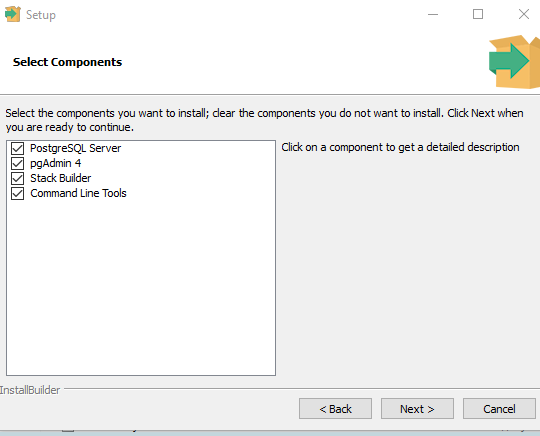 Setup
Select Components
Select the components you want to install; clear the components you do not want to install. Click Next when
you are ready to continue.
PostgreSQL Server
pgAdmin 4
Stack Builder
Command Line Tools
Click on a component to get a detailed description
InstallBuilder
< Back
Next >
Cancel